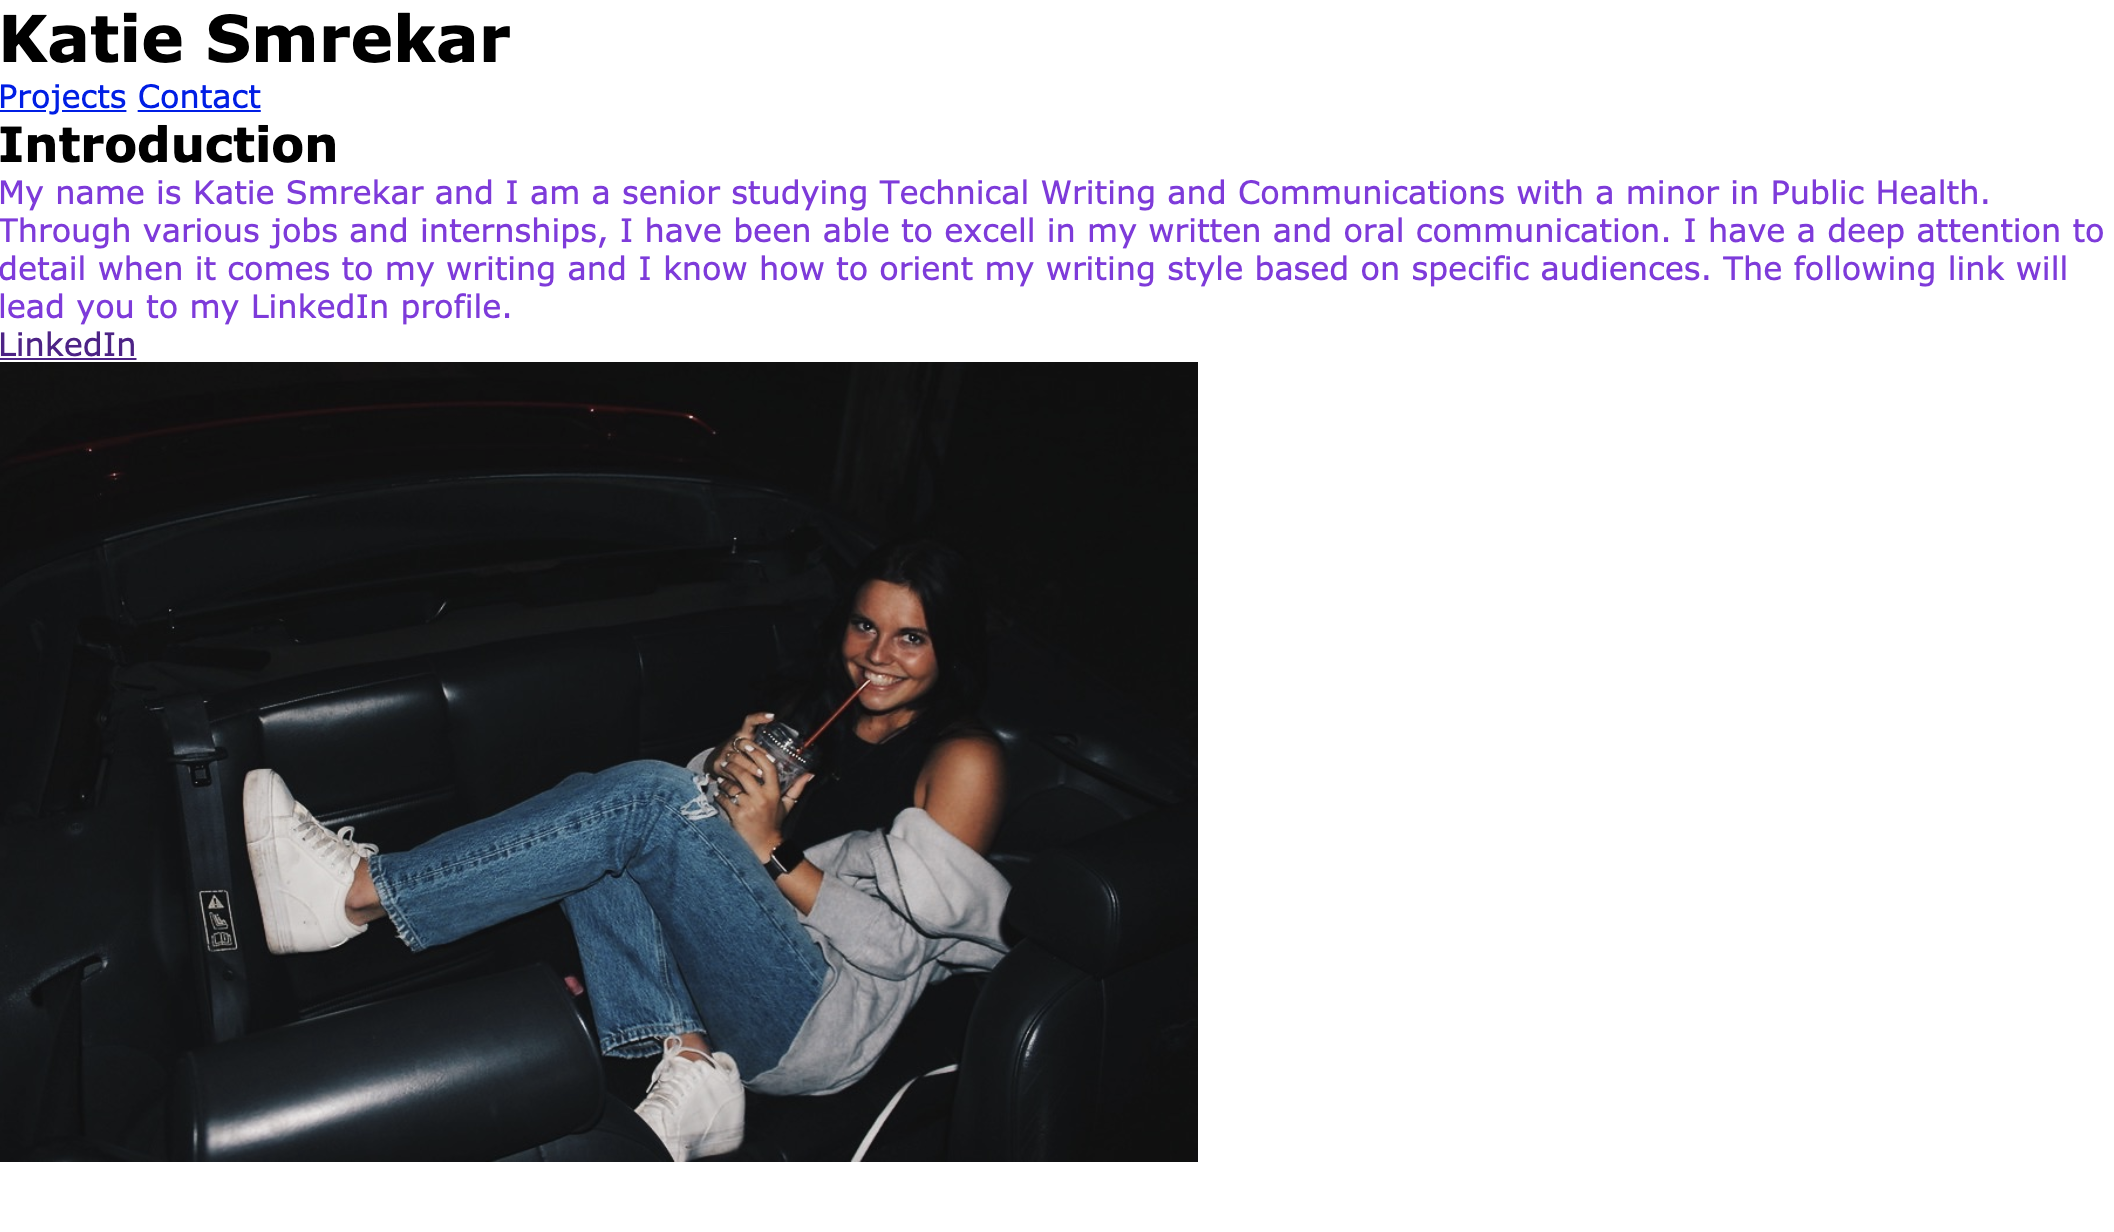 Katie Smrekar
Projects Contact
Introduction
My name is Katie Smrekar and I am a senior studying Technical Writing and Communications with a minor in Public Health.
Through various jobs and internships, I have been able to excell in my written and oral communication. I have a deep attention to
detail when it comes to my writing and I know how to orient my writing style based on specific audiences. The following link will
lead you to my LinkedIn profile.
LinkedIn